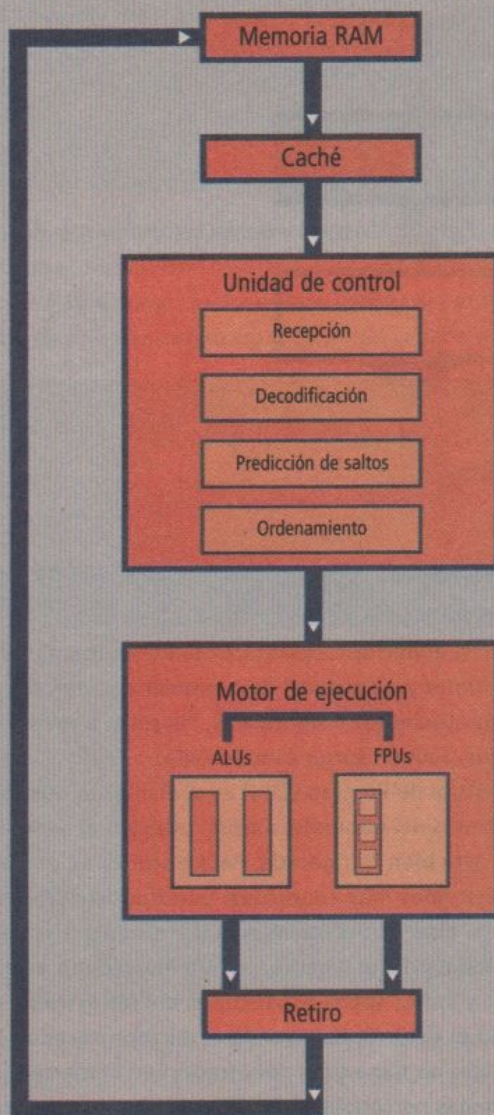 Memoria RAM
Caché
Unidad de control
Recepción
Decodificación
Predicción de saltos
Ordenamiento
Motor de ejecución
ALUs
FPUs
Retiro